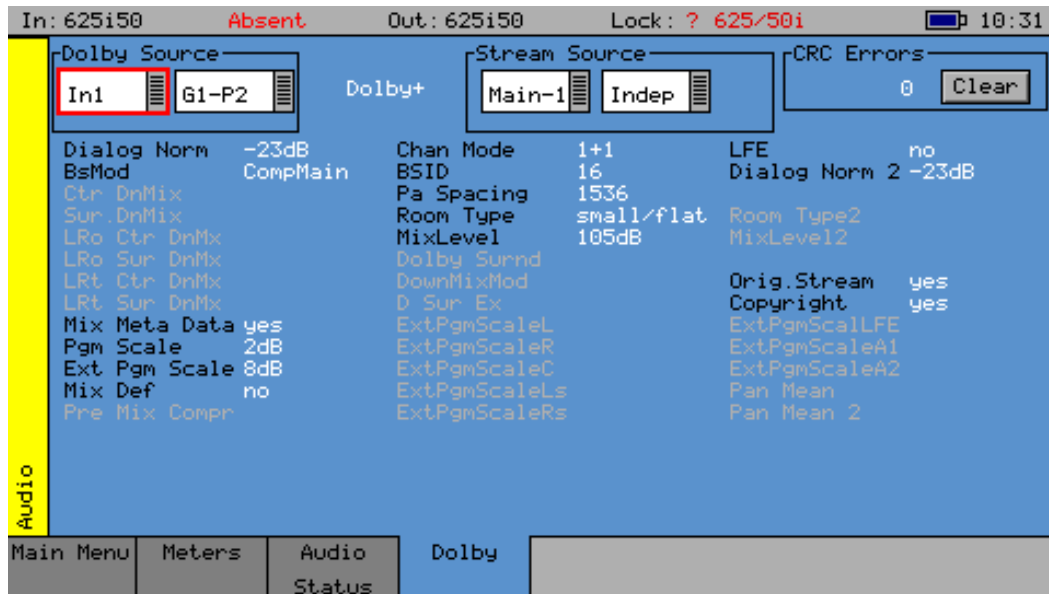 In:625i50 Absent Out:625i50 Lock:? 625/50i 10:31
Dolby Source Stream Source CRC Errors
In1 G1-P2 Dolby+ Main-1 Indep 0 Clear
Dialog Norm -23dB Chan Mode 1+1 LFE no
BsMod CompMain BSID 16 Dialog Norm 2 -23dB
Ctr DnMix Pa Spacing 1536
Sur.DnMix Room Type small/flat Room Type2
LRo Ctr DnMx MixLevel 105dB MixLevel2
LRo Sur DnMx Dolby Surnd
LRt Ctr DnMx DownMixMod Orig.Stream yes
LRt Sur DnMx D Sur Ex Copyright yes
Mix Meta Data yes ExtPgmScaleL ExtPgmScalLFE
Pgm Scale 2dB ExtPgmScaleR ExtPgmScaleA1
Ext Pgm Scale 8dB ExtPgmScaleC ExtPgmScaleA2
Mix Def no ExtPgmScaleLs Pan Mean
Pre Mix Compr ExtPgmScaleRs Pan Mean 2
Audio
Main Menu Meters Audio Dolby
Status